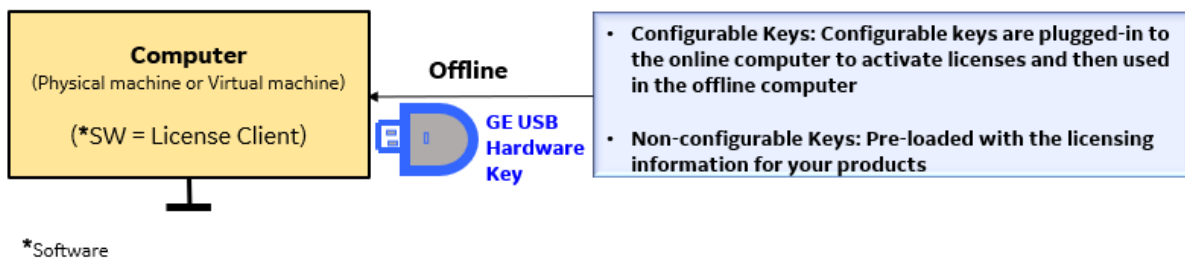 Computer
(Physical machine or Virtual machine)
(*SW = License Client)
Offline
GE USB
Hardware
Key
• Configurable Keys: Configurable keys are plugged-in to
the online computer to activate licenses and then used
in the offline computer
• Non-configurable Keys: Pre-loaded with the licensing
information for your products
*Software